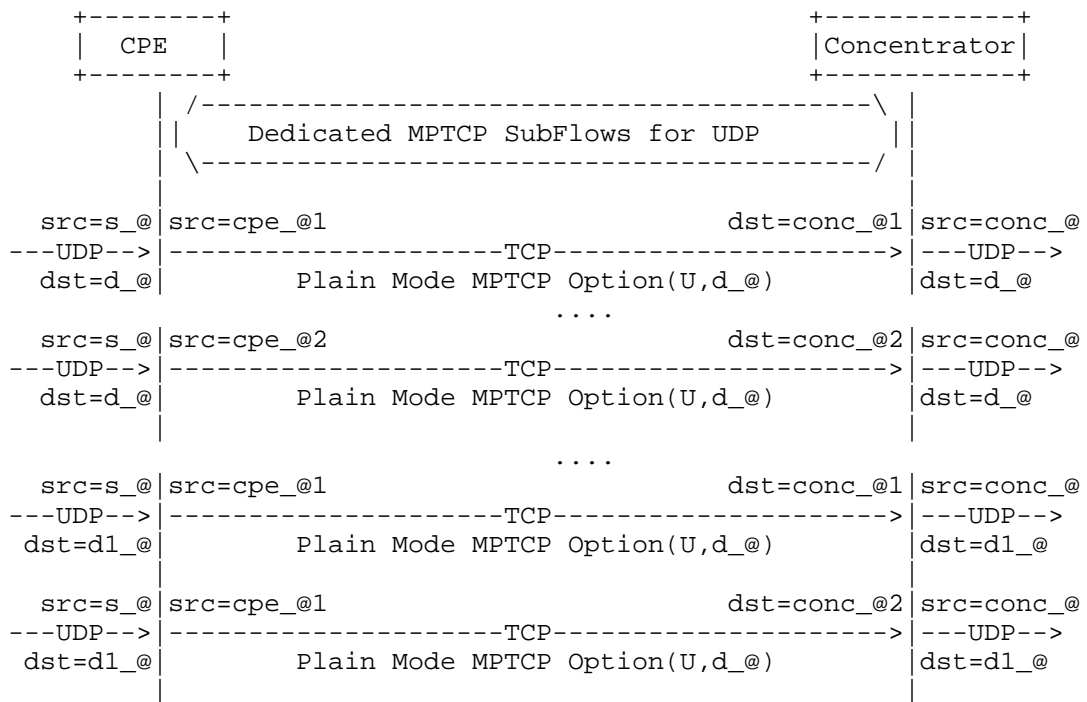 +--------+ +------------+
| CPE | |Concentrator|
+--------+ +------------+
| /------------------------------------------\ |
|| Dedicated MPTCP SubFlows for UDP ||
| \------------------------------------------/ |
| |
src=s_@|src=cpe_@1 dst=conc_@1|src=conc_@
---UDP-->|---------------------TCP--------------------->|---UDP-->
dst=d_@| Plain Mode MPTCP Option(U,d_@) |dst=d_@
....
src=s_@|src=cpe_@2 dst=conc_@2|src=conc_@
---UDP-->|---------------------TCP--------------------->|---UDP-->
dst=d_@| Plain Mode MPTCP Option(U,d_@) |dst=d_@
| |
....
src=s_@|src=cpe_@1 dst=conc_@1|src=conc_@
---UDP-->|---------------------TCP--------------------->|---UDP-->
dst=d1_@| Plain Mode MPTCP Option(U,d_@) |dst=d1_@
| |
src=s_@|src=cpe_@1 dst=conc_@2|src=conc_@
---UDP-->|---------------------TCP--------------------->|---UDP-->
dst=d1_@| Plain Mode MPTCP Option(U,d_@) |dst=d1_@
| |